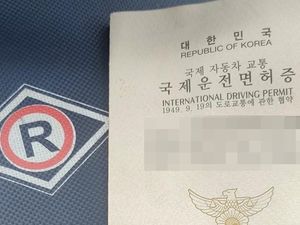 대 한 민 국
REPUBLIC OF KOREA
국제 자동차 교통
국제운전면허증
INTERNATIONAL DRIVING PERMIT
1949. 9. 19의 도로교통에 관한 협약
R